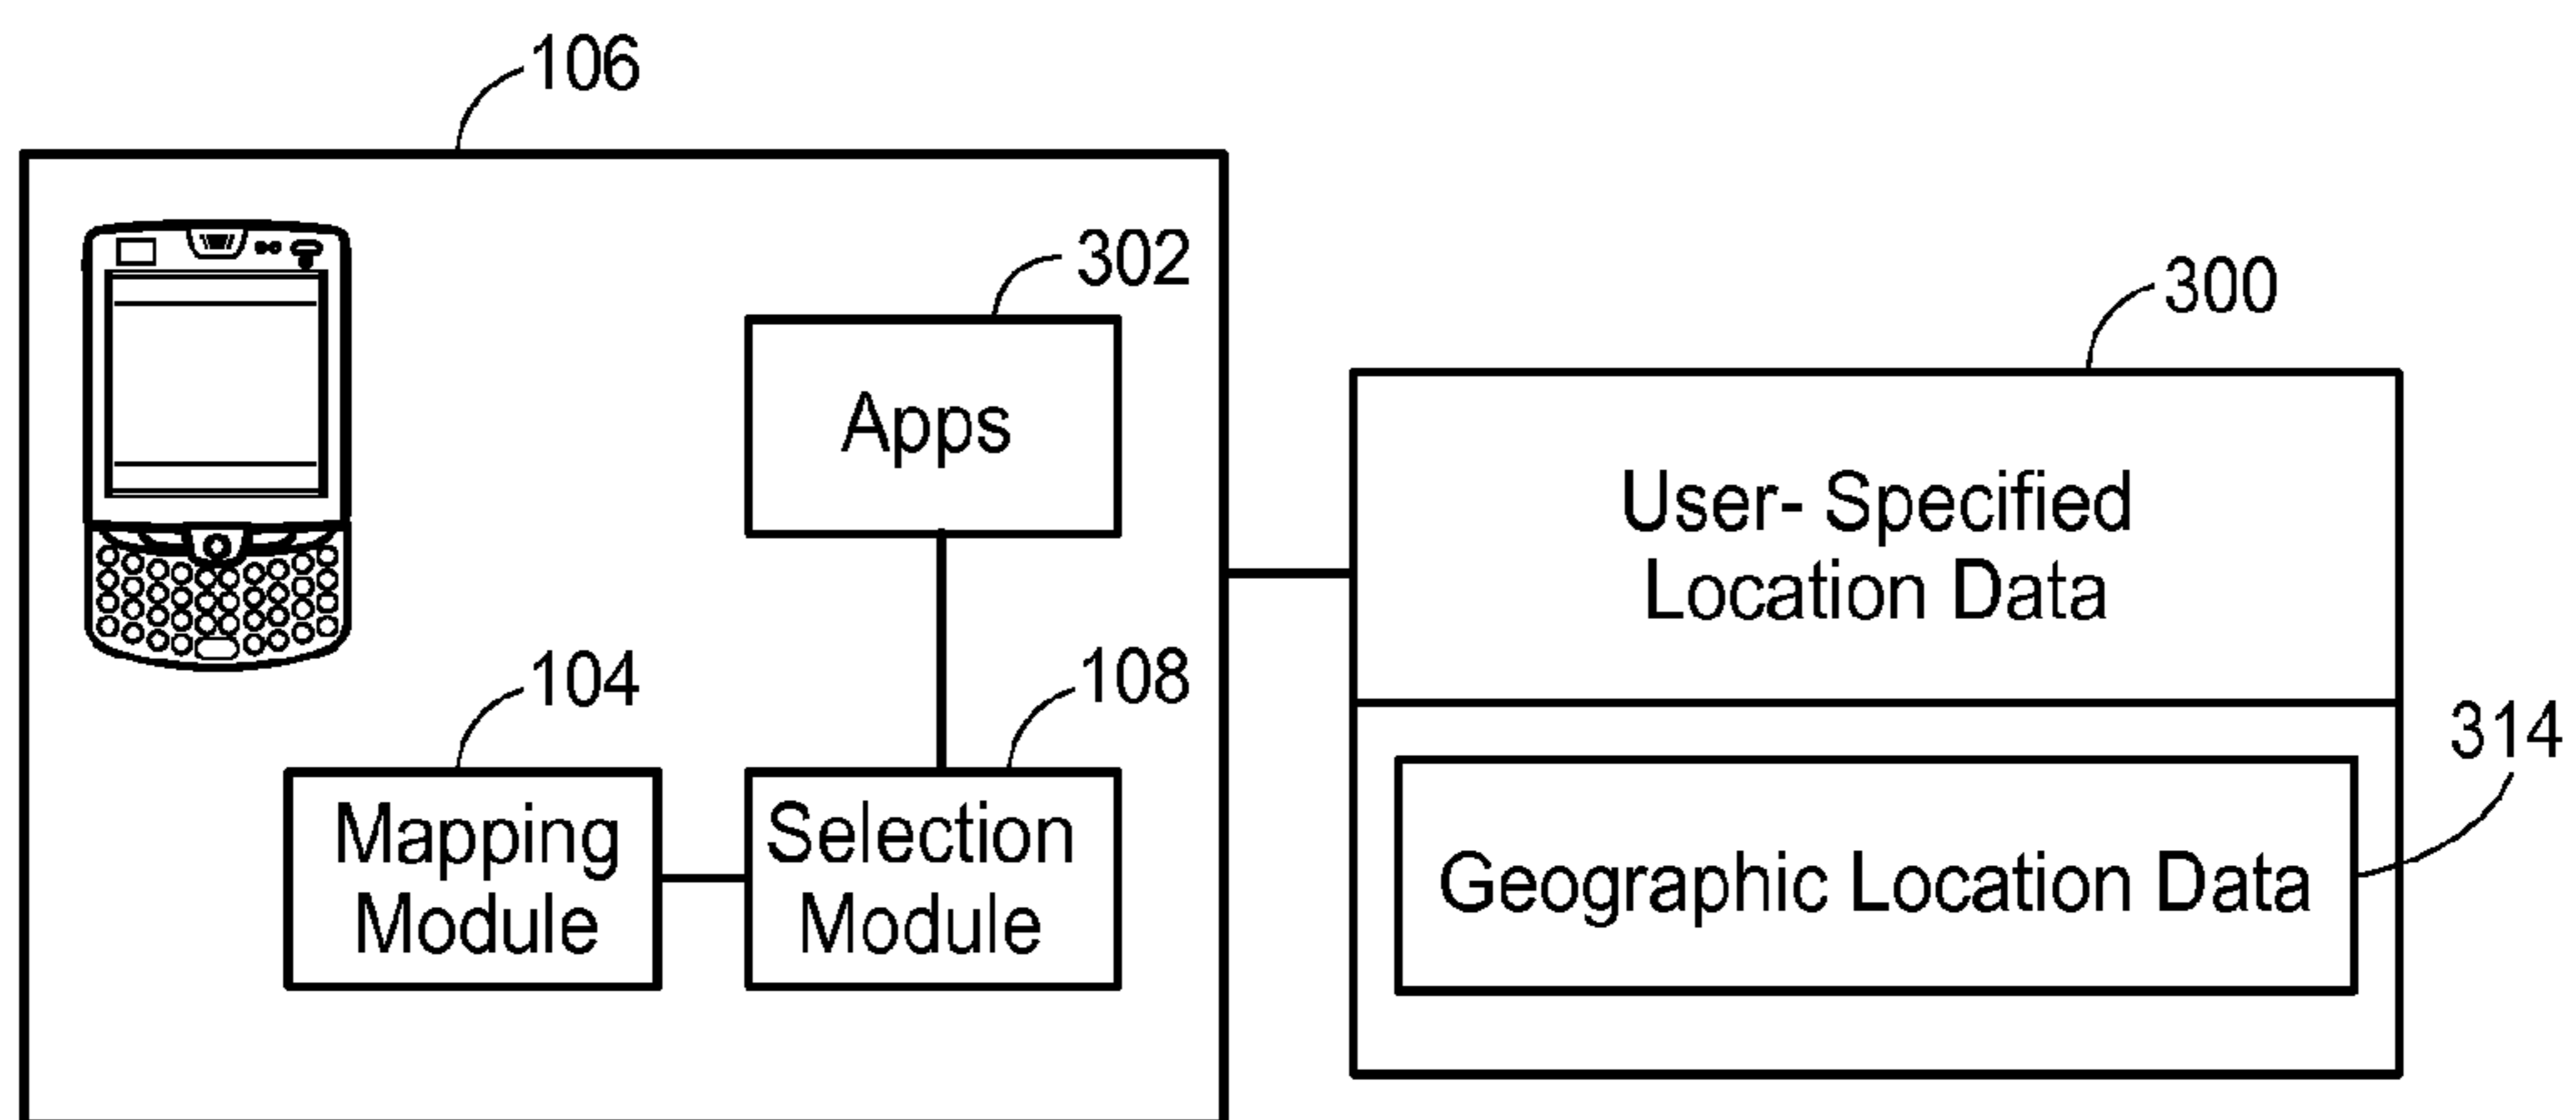 106
302
Apps
300
User- Specified
Location Data
104
Mapping
Module
108
Selection
Module
314
Geographic Location Data